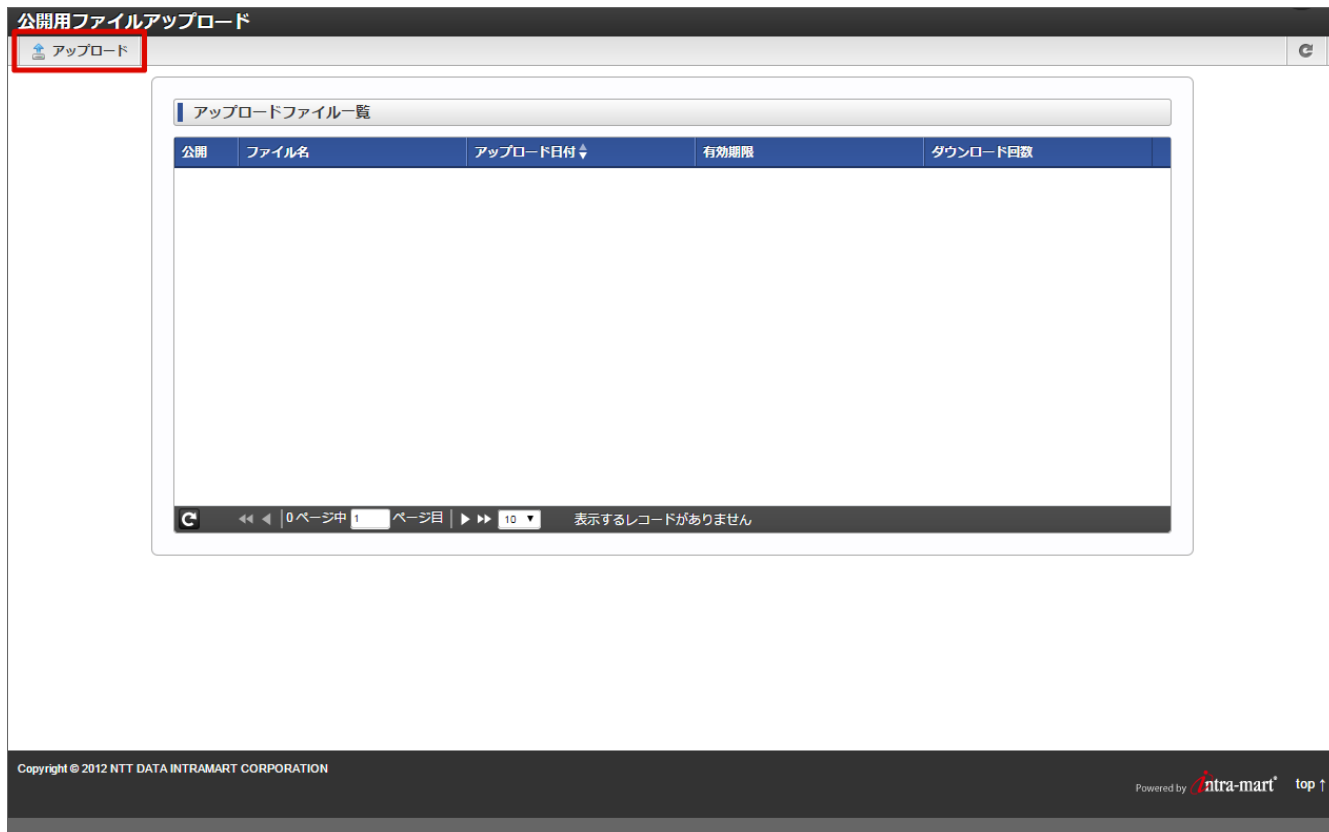 公開用ファイルアップロード
アップロード
アップロードファイル一覧
公開 ファイル名 アップロード日付 有効期限 ダウンロード回数
0 ページ中 1 ページ目 10 表示するレコードがありません
Copyright © 2012 NTT DATA INTRAMART CORPORATION
Powered by intra-mart® top ↑